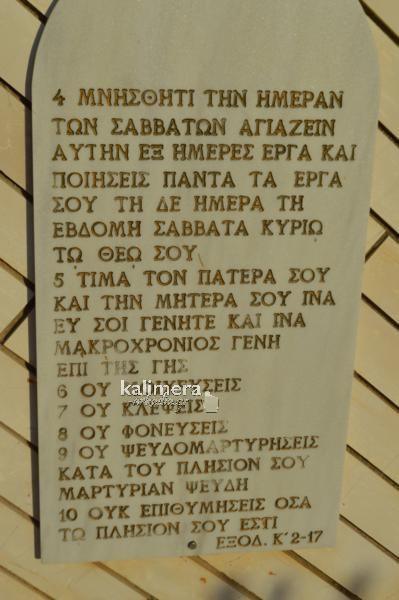 4 ΜΝΗΣΘΗΤΙ ΤΗΝ ΗΜΕΡΑΝ
ΤΩΝ ΣΑΒΒΑΤΩΝ ΑΓΙΑΖΕΙΝ
ΑΥΤΗΝ ΕΞ ΗΜΕΡΕΣ ΕΡΓΑ ΚΑΙ
ΠΟΙΗΣΕΙΣ ΠΑΝΤΑ ΤΑ ΕΡΓΑ
ΣΟΥ ΤΗ ΔΕ ΗΜΕΡΑ ΤΗ
ΕΒΔΟΜΗ ΣΑΒΒΑΤΑ ΚΥΡΙΩ
ΤΩ ΘΕΩ ΣΟΥ
5 ΤΙΜΑ ΤΟΝ ΠΑΤΕΡΑ ΣΟΥ
ΚΑΙ ΤΗΝ ΜΗΤΕΡΑ ΣΟΥ ΙΝΑ
ΕΥ ΣΟΙ ΓΕΝΗΤΕ ΚΑΙ ΙΝΑ
ΜΑΚΡΟΧΡΟΝΙΟΣ ΓΕΝΗ
ΕΠΙ ΤΗΣ ΓΗΣ
6 ΟΥ
kalimera
7 ΟΥ ΚΛΕΨΕΙΣ
8 ΟΥ ΦΟΝΕΥΣΕΙΣ
9 ΟΥ ΨΕΥΔΟΜΑΡΤΥΡΗΣΕΙΣ
ΚΑΤΑ ΤΟΥ ΠΛΗΣΙΟΝ ΣΟΥ
ΜΑΡΤΥΡΙΑΝ ΨΕΥΔΗ
10 ΟΥΚ ΕΠΙΘΥΜΗΣΕΙΣ ΟΣΑ
ΤΩ ΠΛΗΣΙΟΝ ΣΟΥ ΕΣΤΙ
ΕΞΟΔ. Κ΄ 2-17